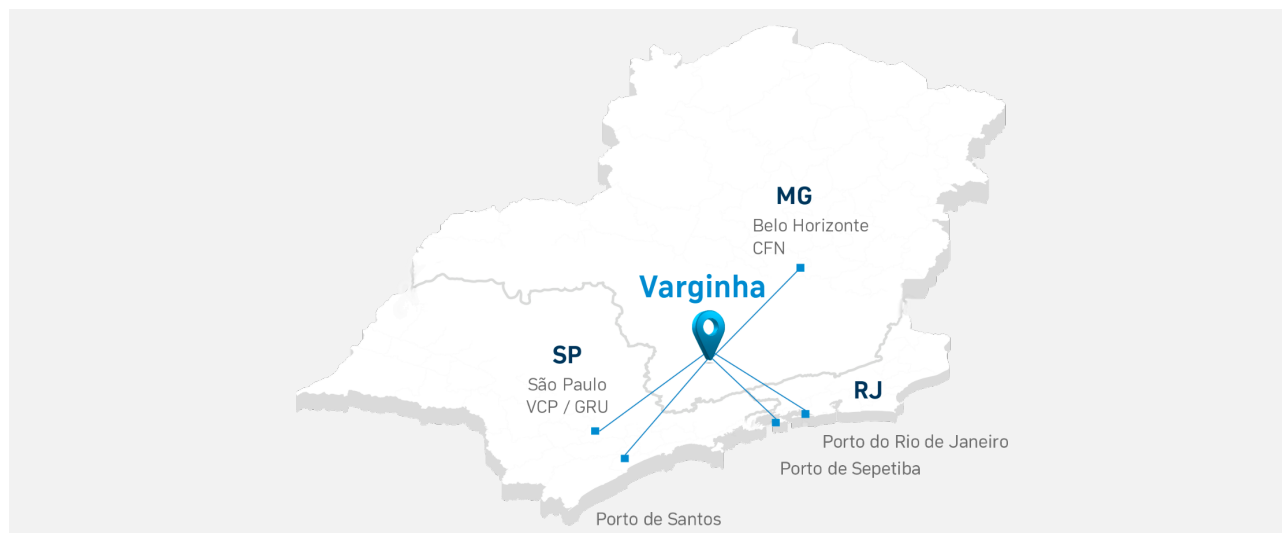 MG
Belo Horizonte
CFN
Varginha
SP
São Paulo
VCP / GRU
RJ
Porto do Rio de Janeiro
Porto de Sepetiba
Porto de Santos